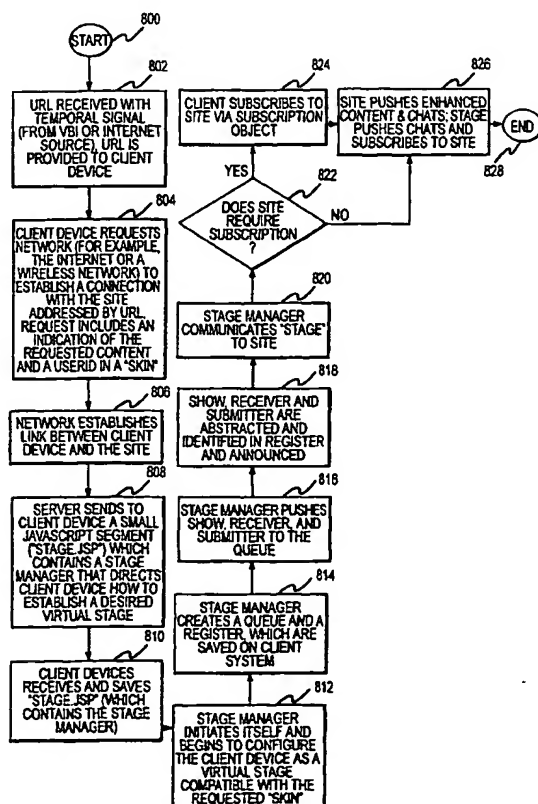 800
START
802
URL RECEIVED WITH
TEMPORAL SIGNAL
(FROM VBI OR INTERNET
SOURCE), URL IS
PROVIDED TO CLIENT
DEVICE
804
CLIENT DEVICE REQUESTS
NETWORK (FOR EXAMPLE,
THE INTERNET OR A
WIRELESS NETWORK) TO
ESTABLISH A CONNECTION
WITH THE SITE
ADDRESSED BY URL,
REQUEST INCLUDES AN
INDICATION OF THE
REQUESTED CONTENT
AND A USERID IN A "SKIN"
806
NETWORK ESTABLISHES
LINK BETWEEN CLIENT
DEVICE AND THE SITE
808
SERVER SENDS TO
CLIENT DEVICE A SMALL
JAVASCRIPT SEGMENT
("STAGE.JSP") WHICH
CONTAINS A STAGE
MANAGER THAT DIRECTS
CLIENT DEVICE HOW TO
ESTABLISH A DESIRED
VIRTUAL STAGE
810
CLIENT DEVICES
RECEIVES AND SAVES
"STAGE.JSP" (WHICH
CONTAINS THE STAGE
MANAGER)
812
STAGE MANAGER
INITIATES ITSELF AND
BEGINS TO CONFIGURE
THE CLIENT DEVICE AS A
VIRTUAL STAGE
COMPATIBLE WITH THE
REQUESTED "SKIN"
814
STAGE MANAGER
CREATES A QUEUE AND A
REGISTER, WHICH ARE
SAVED ON CLIENT
SYSTEM
816
STAGE MANAGER PUSHES
SHOW, RECEIVER, AND
SUBMITTER TO THE
QUEUE
818
SHOW, RECEIVER AND
SUBMITTER ARE
ABSTRACTED AND
IDENTIFIED IN REGISTER
AND ANNOUNCED
820
STAGE MANAGER
COMMUNICATES "STAGE"
TO SITE
822
DOES SITE
REQUIRE
SUBSCRIPTION
?
YES
NO
824
CLIENT SUBSCRIBES TO
SITE VIA SUBSCRIPTION
OBJECT
826
SITE PUSHES ENHANCED
CONTENT & CHATS; STAGE
PUSHES CHATS AND
SUBSCRIBES TO SITE
END
828